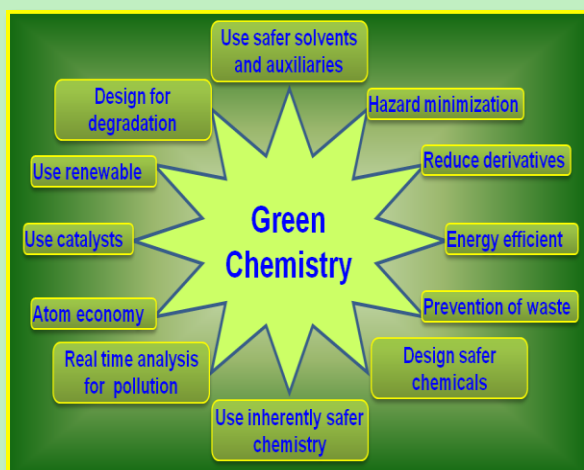 Use safer solvents
and auxiliaries
Design for
degradation
Hazard minimization
Use renewable
Reduce derivatives
Green
Chemistry
Use catalysts
Energy efficient
Atom economy
Prevention of waste
Real time analysis
for pollution
Design safer
chemicals
Use inherently safer
chemistry